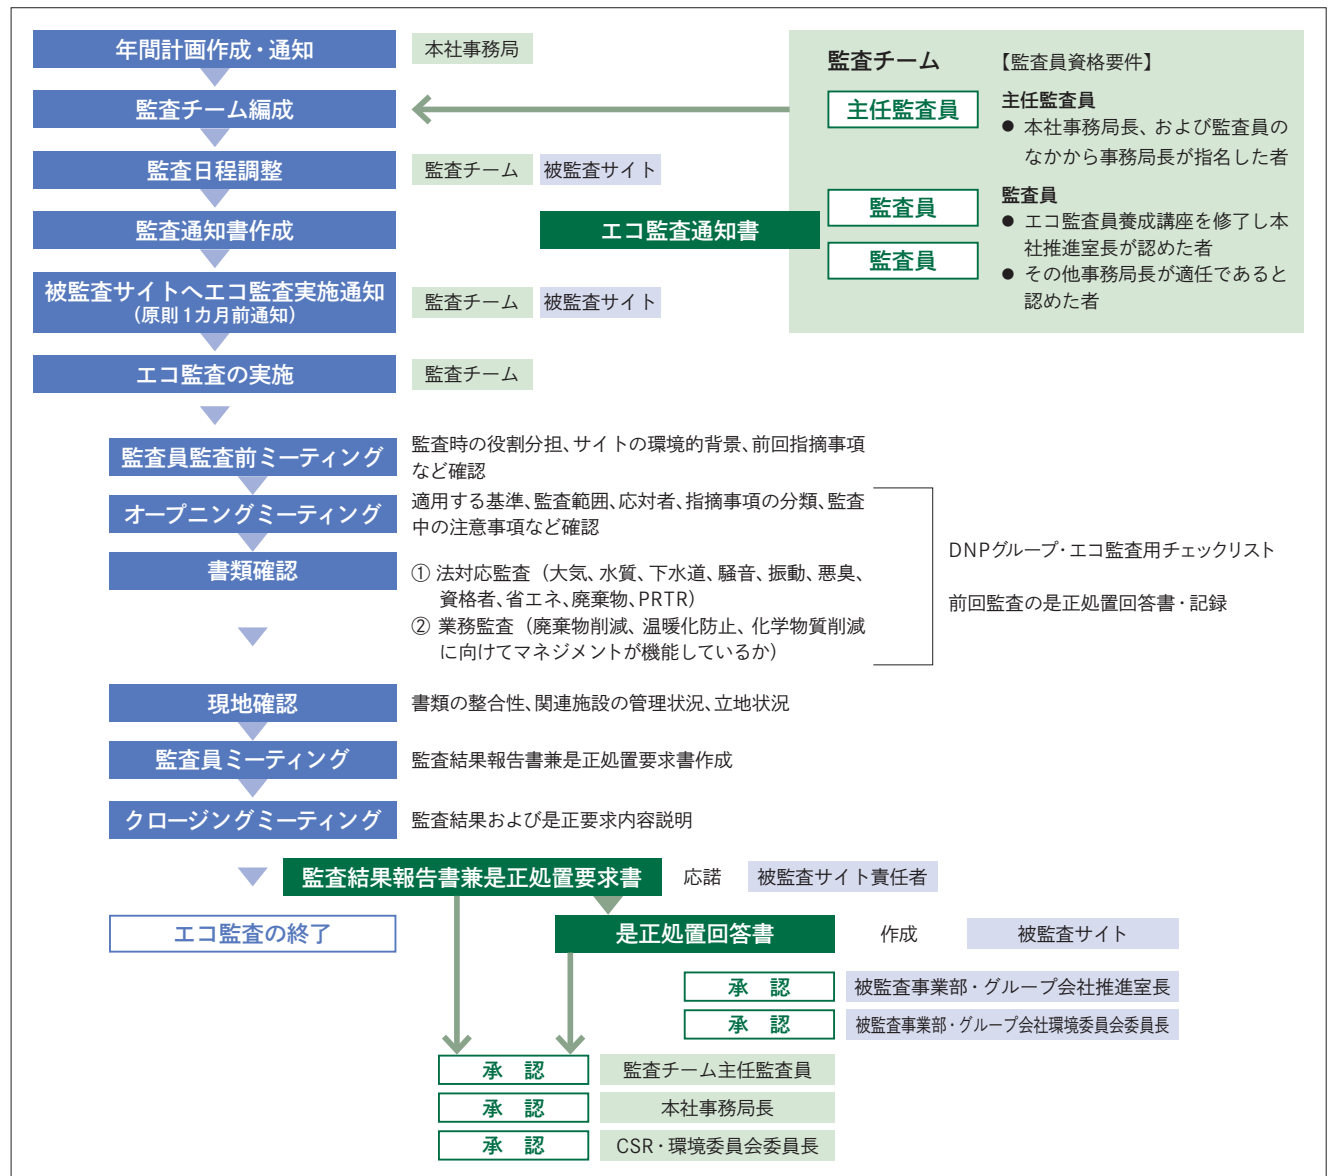 年間計画作成・通知
本社事務局
監査チーム編成
監査日程調整
監査チーム
被監査サイト
監査通知書作成
エコ監査通知書
被監査サイトへエコ監査実施通知
(原則1カ月前通知)
監査チーム
被監査サイト
エコ監査の実施
監査チーム
監査チーム
【監査員資格要件】
主任監査員
主任監査員
● 本社事務局長、および監査員の
なかから事務局長が指名した者
監査員
監査員
監査員
● エコ監査員養成講座を修了し本
社推進室長が認めた者
● その他事務局長が適任であると
認めた者
監査員監査前ミーティング
監査時の役割分担、サイトの環境的背景、前回指摘事項
など確認
オープニングミーティング
適用する基準、監査範囲、応対者、指摘事項の分類、監査
中の注意事項など確認
書類確認
① 法対応監査（大気、水質、下水道、騒音、振動、悪臭、
資格者、省エネ、廃棄物、PRTR）
② 業務監査（廃棄物削減、温暖化防止、化学物質削減
に向けてマネジメントが機能しているか）
DNPグループ・エコ監査用チェックリスト
前回監査の是正処置回答書・記録
現地確認
書類の整合性、関連施設の管理状況、立地状況
監査員ミーティング
監査結果報告書兼是正処置要求書作成
クロージングミーティング
監査結果および是正要求内容説明
監査結果報告書兼是正処置要求書
応諾
被監査サイト責任者
エコ監査の終了
是正処置回答書
作成
被監査サイト
承 認
被監査事業部・グループ会社推進室長
承 認
被監査事業部・グループ会社環境委員会委員長
承 認
監査チーム主任監査員
承 認
本社事務局長
承 認
CSR・環境委員会委員長